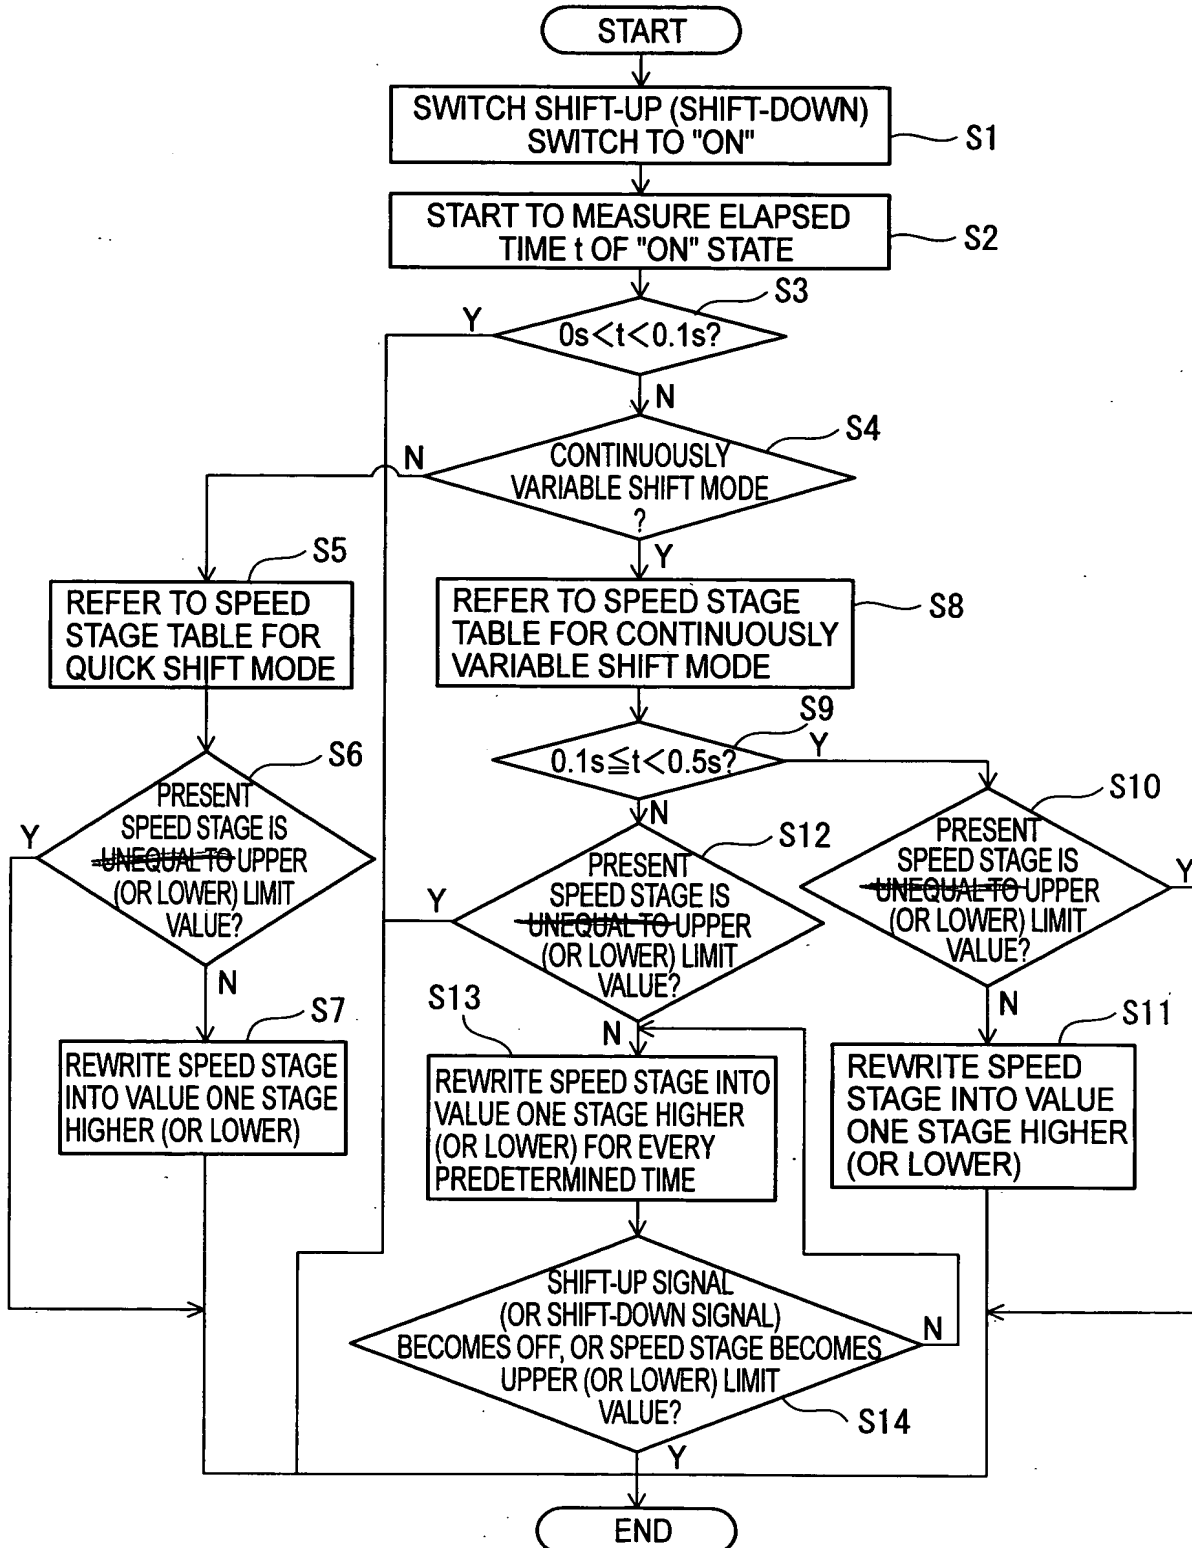 START
SWITCH SHIFT-UP (SHIFT-DOWN)
SWITCH TO "ON"
S1
START TO MEASURE ELAPSED
TIME t OF "ON" STATE
S2
S3
Y
0s<t<0.1s?
N
S4
N
CONTINUOUSLY
VARIABLE SHIFT MODE
?
Y
S5
REFER TO SPEED
STAGE TABLE FOR
QUICK SHIFT MODE
S8
REFER TO SPEED STAGE
TABLE FOR CONTINUOUSLY
VARIABLE SHIFT MODE
S9
0.1s≦t<0.5s?
Y
N
S6
Y
PRESENT
SPEED STAGE IS
UNEQUAL TO UPPER
(OR LOWER) LIMIT
VALUE?
N
S12
Y
PRESENT
SPEED STAGE IS
UNEQUAL TO UPPER
(OR LOWER) LIMIT
VALUE?
N
S10
PRESENT
SPEED STAGE IS
UNEQUAL TO UPPER
(OR LOWER) LIMIT
VALUE?
Y
N
S7
REWRITE SPEED STAGE
INTO VALUE ONE STAGE
HIGHER (OR LOWER)
S13
REWRITE SPEED STAGE INTO
VALUE ONE STAGE HIGHER
(OR LOWER) FOR EVERY
PREDETERMINED TIME
S11
REWRITE SPEED
STAGE INTO VALUE
ONE STAGE HIGHER
(OR LOWER)
SHIFT-UP SIGNAL
(OR SHIFT-DOWN SIGNAL)
BECOMES OFF, OR SPEED STAGE BECOMES
UPPER (OR LOWER) LIMIT
VALUE?
N
S14
Y
END